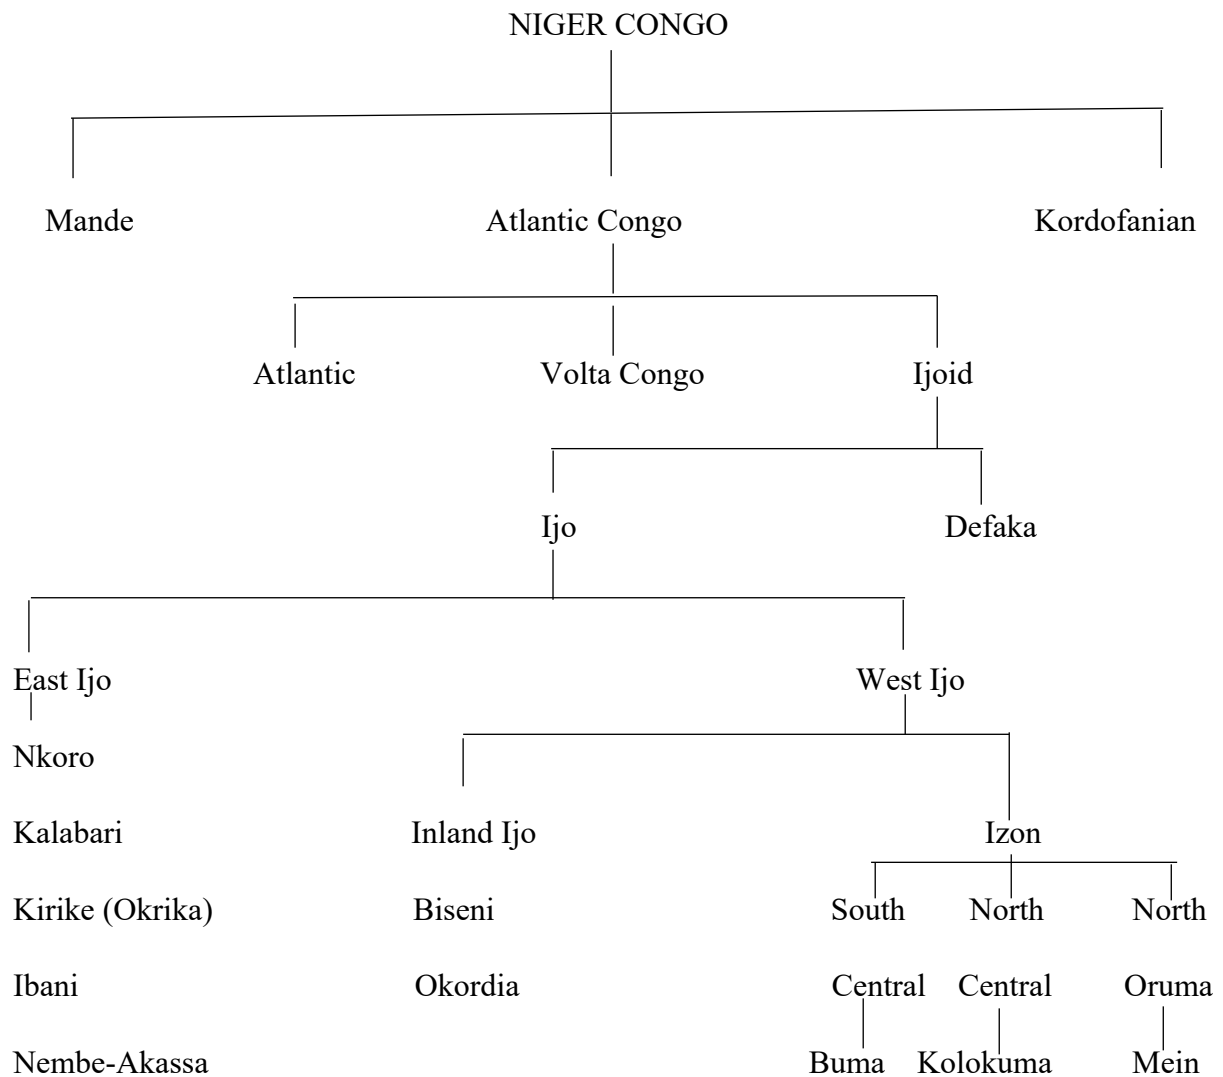 NIGER CONGO
Mande Atlantic Congo Kordofanian
Atlantic Volta Congo Ijoid
Ijo Defaka
East Ijo West Ijo
Nkoro
Kalabari Inland Ijo Izon
Kirike (Okrika) Biseni South North North
Ibani Okordia Central Central Oruma
Nembe-Akassa Buma Kolokuma Mein